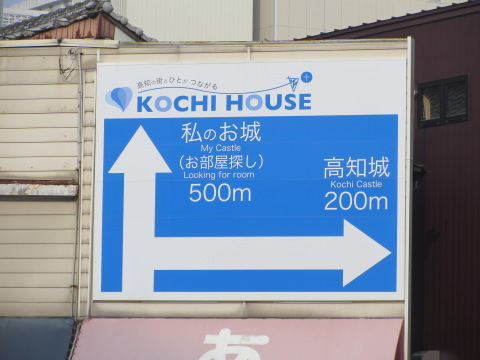 高知の街とひとが つながる
KOCHI HOUSE
私のお城
My Castle
(お部屋探し)
Looking for room
500m
高知城
Kochi Castle
200m
あ